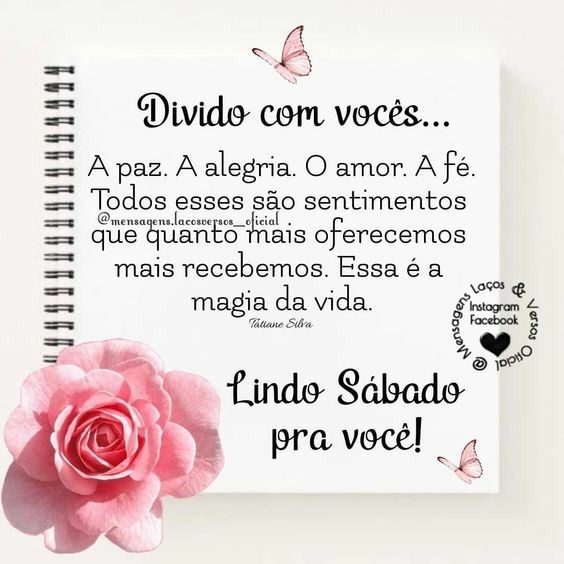 Divido com vocês...
A paz. A alegria. O amor. A fé.
Todos esses são sentimentos
@mensagens.lacosversos_oficial
que quanto mais oferecemos
mais recebemos. Essa é a
magia da vida.
Tatiane Silva
@ Mensagens Laços & Versos Oficial
Instagram
Facebook
Lindo Sábado
pra você!